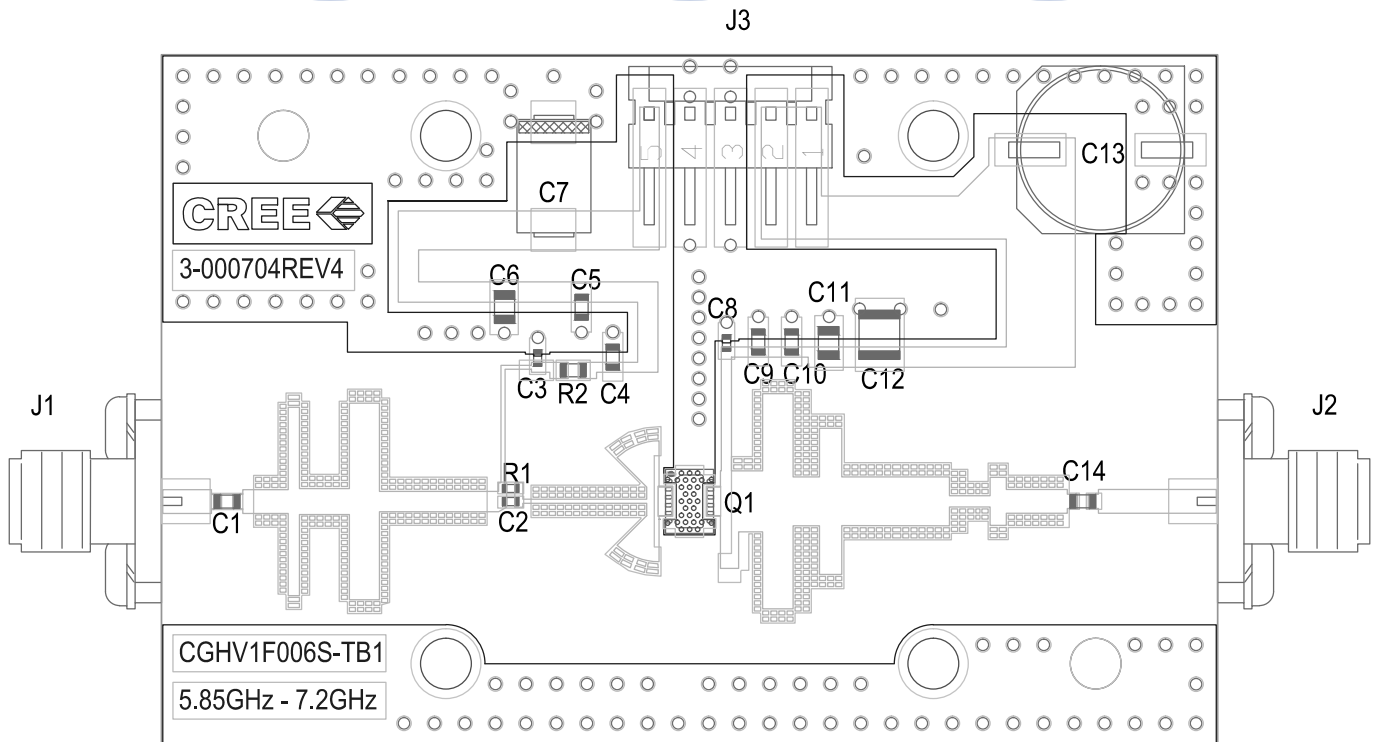 J3
5 4 3 2 1
C13
C7
CREE
3-000704REV4
C6 C5
C8 C11
C9 C10 C12
C3 R2 C4
J1 J2
R1 C14
C1 C2 Q1
CGHV1F006S-TB1
5.85GHz - 7.2GHz